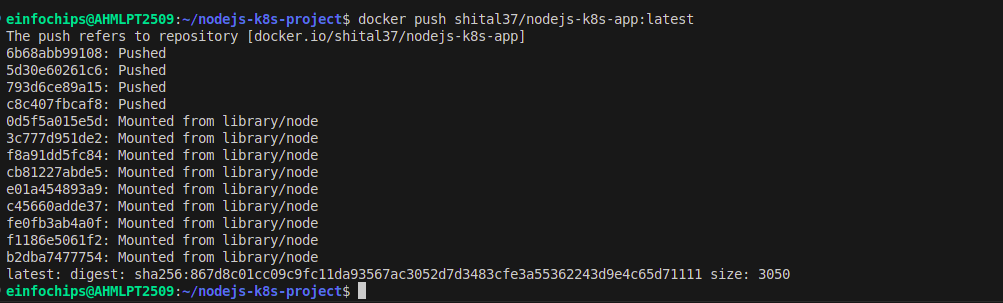 einfochips@AHMLPT2509:~/nodejs-k8s-project$ docker push shital37/nodejs-k8s-app:latest
The push refers to repository [docker.io/shital37/nodejs-k8s-app]
6b68abb99108: Pushed
5d30e60261c6: Pushed
793d6ce89a15: Pushed
c8c407fbcaf8: Pushed
0d5f5a015e5d: Mounted from library/node
3c777d951de2: Mounted from library/node
f8a91dd5fc84: Mounted from library/node
cb81227abde5: Mounted from library/node
e01a454893a9: Mounted from library/node
c45660adde37: Mounted from library/node
fe0fb3ab4a0f: Mounted from library/node
f1186e5061f2: Mounted from library/node
b2dba7477754: Mounted from library/node
latest: digest: sha256:867d8c01cc09c9fc11da93567ac3052d7d3483cfe3a55362243d9e4c65d71111 size: 3050
einfochips@AHMLPT2509:~/nodejs-k8s-project$